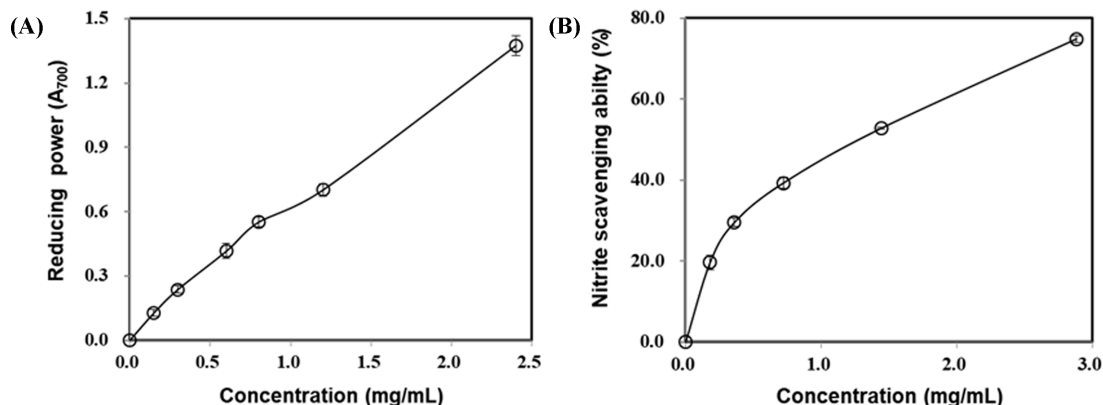 (A)
Reducing power (A700)
1.5
1.2
0.9
0.6
0.3
0.0
0.0 0.5 1.0 1.5 2.0 2.5
Concentration (mg/mL)
(B)
Nitrite scavenging abilty (%)
80.0
60.0
40.0
20.0
0.0
0.0 1.0 2.0 3.0
Concentration (mg/mL)